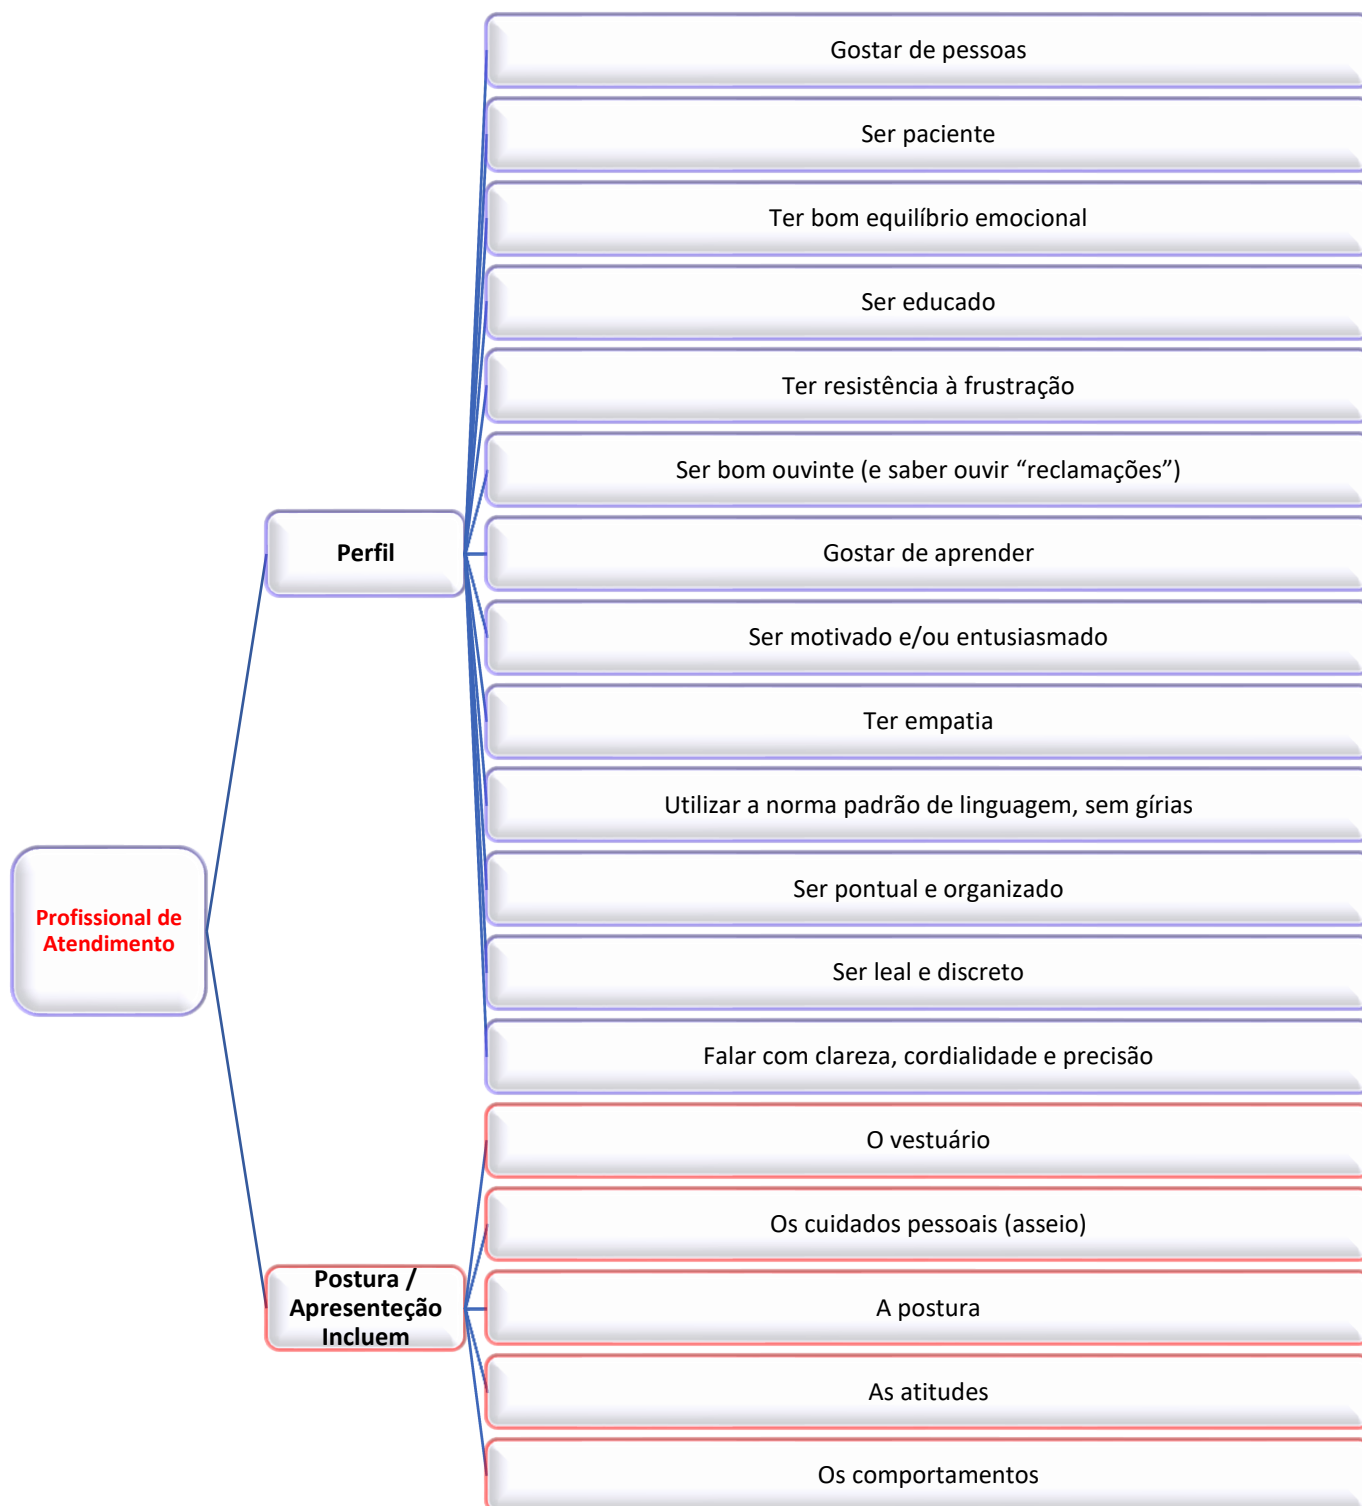 Gostar de pessoas
Ser paciente
Ter bom equilíbrio emocional
Ser educado
Ter resistência à frustração
Ser bom ouvinte (e saber ouvir “reclamações”)
Perfil
Gostar de aprender
Ser motivado e/ou entusiasmado
Ter empatia
Utilizar a norma padrão de linguagem, sem gírias
Ser pontual e organizado
Profissional de
Atendimento
Ser leal e discreto
Falar com clareza, cordialidade e precisão
O vestuário
Os cuidados pessoais (asseio)
Postura /
Apresenteção
Incluem
A postura
As atitudes
Os comportamentos